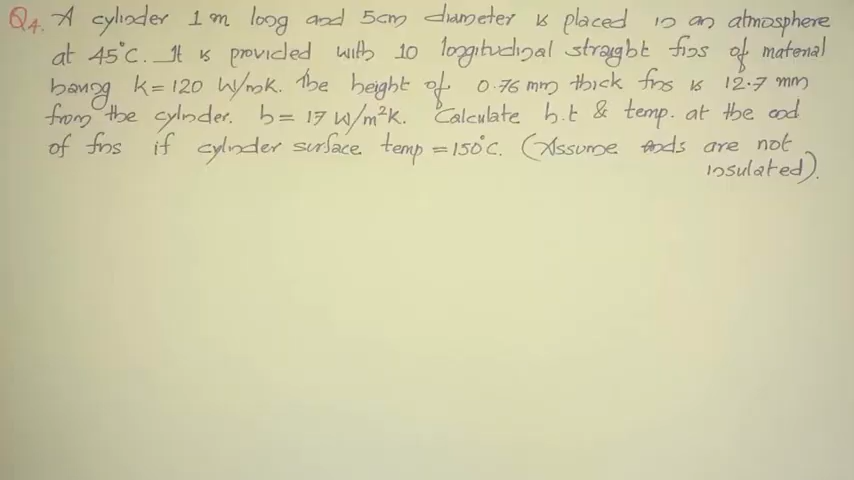 Q4. A cylinder 1m long and 5cm diameter is placed in an atmosphere
at 45°C. It is provided with 10 longitudinal straight fins of material
having k=120 W/mK. The height of 0.76 mm thick fins is 12.7 mm
from the cylinder. h= 17 W/m²K. Calculate h.t & temp. at the end
of fins if cylinder surface temp = 150°C. (Assume ends are not
insulated).